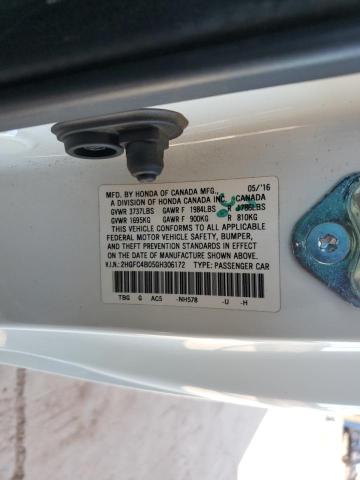 MFD. BY HONDA OF CANADA MFG., 05/'16
A DIVISION OF HONDA CANADA INC. CANADA
GVWR 3737LBS GAWR F 1984LBS R 1786LBS
GVWR 1695KG GAWR F 900KG R 810KG
THIS VEHICLE CONFORMS TO ALL APPLICABLE
FEDERAL MOTOR VEHICLE SAFETY, BUMPER,
AND THEFT PREVENTION STANDARDS IN EFFECT
ON THE DATE OF MANUFACTURE SHOWN ABOVE.
V.I.N.: 2HGFC4B05GH306172 TYPE: PASSENGER CAR
TBG G AC5 -NH578 -U -H